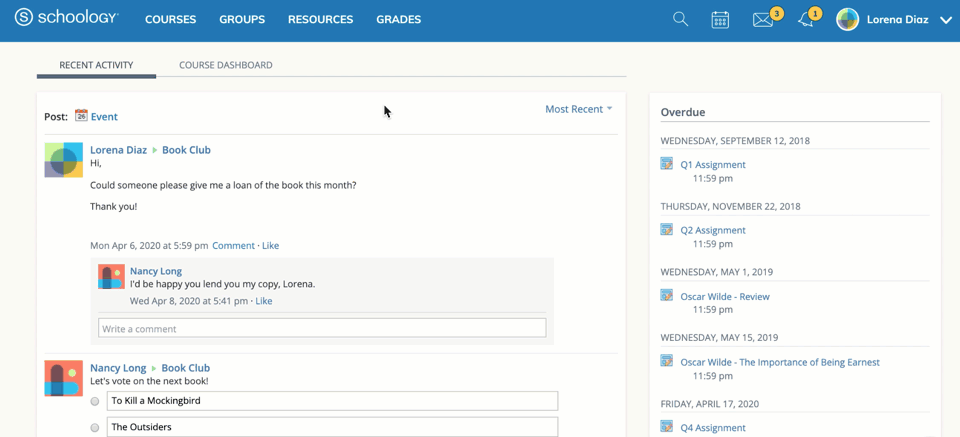 schoology COURSES GROUPS RESOURCES GRADES 3 1 Lorena Diaz
RECENT ACTIVITY COURSE DASHBOARD
Post: 26 Event
Most Recent
Lorena Diaz Book Club
Hi,
Could someone please give me a loan of the book this month?
Thank you!
Mon Apr 6, 2020 at 5:59 pm Comment · Like
Nancy Long
I'd be happy you lend you my copy, Lorena.
Wed Apr 8, 2020 at 5:41 pm · Like
Write a comment
Nancy Long Book Club
Let's vote on the next book!
To Kill a Mockingbird
The Outsiders
Overdue
WEDNESDAY, SEPTEMBER 12, 2018
Q1 Assignment
11:59 pm
THURSDAY, NOVEMBER 22, 2018
Q2 Assignment
11:59 pm
WEDNESDAY, MAY 1, 2019
Oscar Wilde - Review
11:59 pm
WEDNESDAY, MAY 15, 2019
Oscar Wilde - The Importance of Being Earnest
11:59 pm
FRIDAY, APRIL 17, 2020
Q4 Assignment